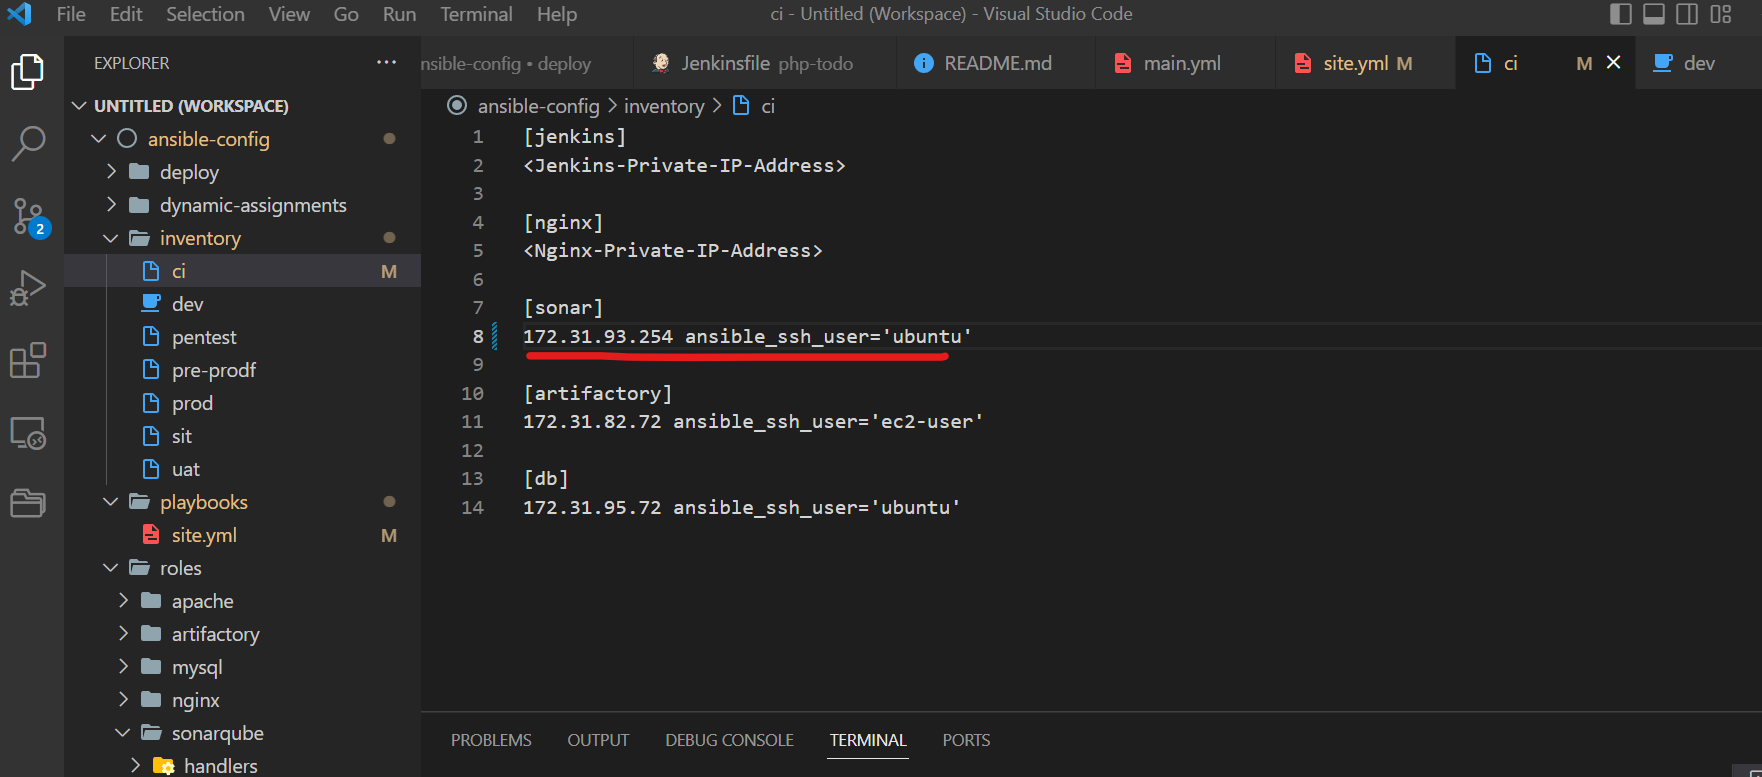 File Edit Selection View Go Run Terminal Help
ci - Untitled (Workspace) - Visual Studio Code
EXPLORER
UNTITLED (WORKSPACE)
ansible-config
deploy
dynamic-assignments
inventory
ci M
dev
pentest
pre-prodf
prod
sit
uat
playbooks
site.yml M
roles
apache
artifactory
mysql
nginx
sonarqube
handlers
2
nsible-config • deploy
Jenkinsfile php-todo
README.md
main.yml
site.yml M
ci M
dev
ansible-config > inventory > ci
1 [jenkins]
2 <Jenkins-Private-IP-Address>
3
4 [nginx]
5 <Nginx-Private-IP-Address>
6
7 [sonar]
8 172.31.93.254 ansible_ssh_user='ubuntu'
9
10 [artifactory]
11 172.31.82.72 ansible_ssh_user='ec2-user'
12
13 [db]
14 172.31.95.72 ansible_ssh_user='ubuntu'
PROBLEMS OUTPUT DEBUG CONSOLE TERMINAL PORTS